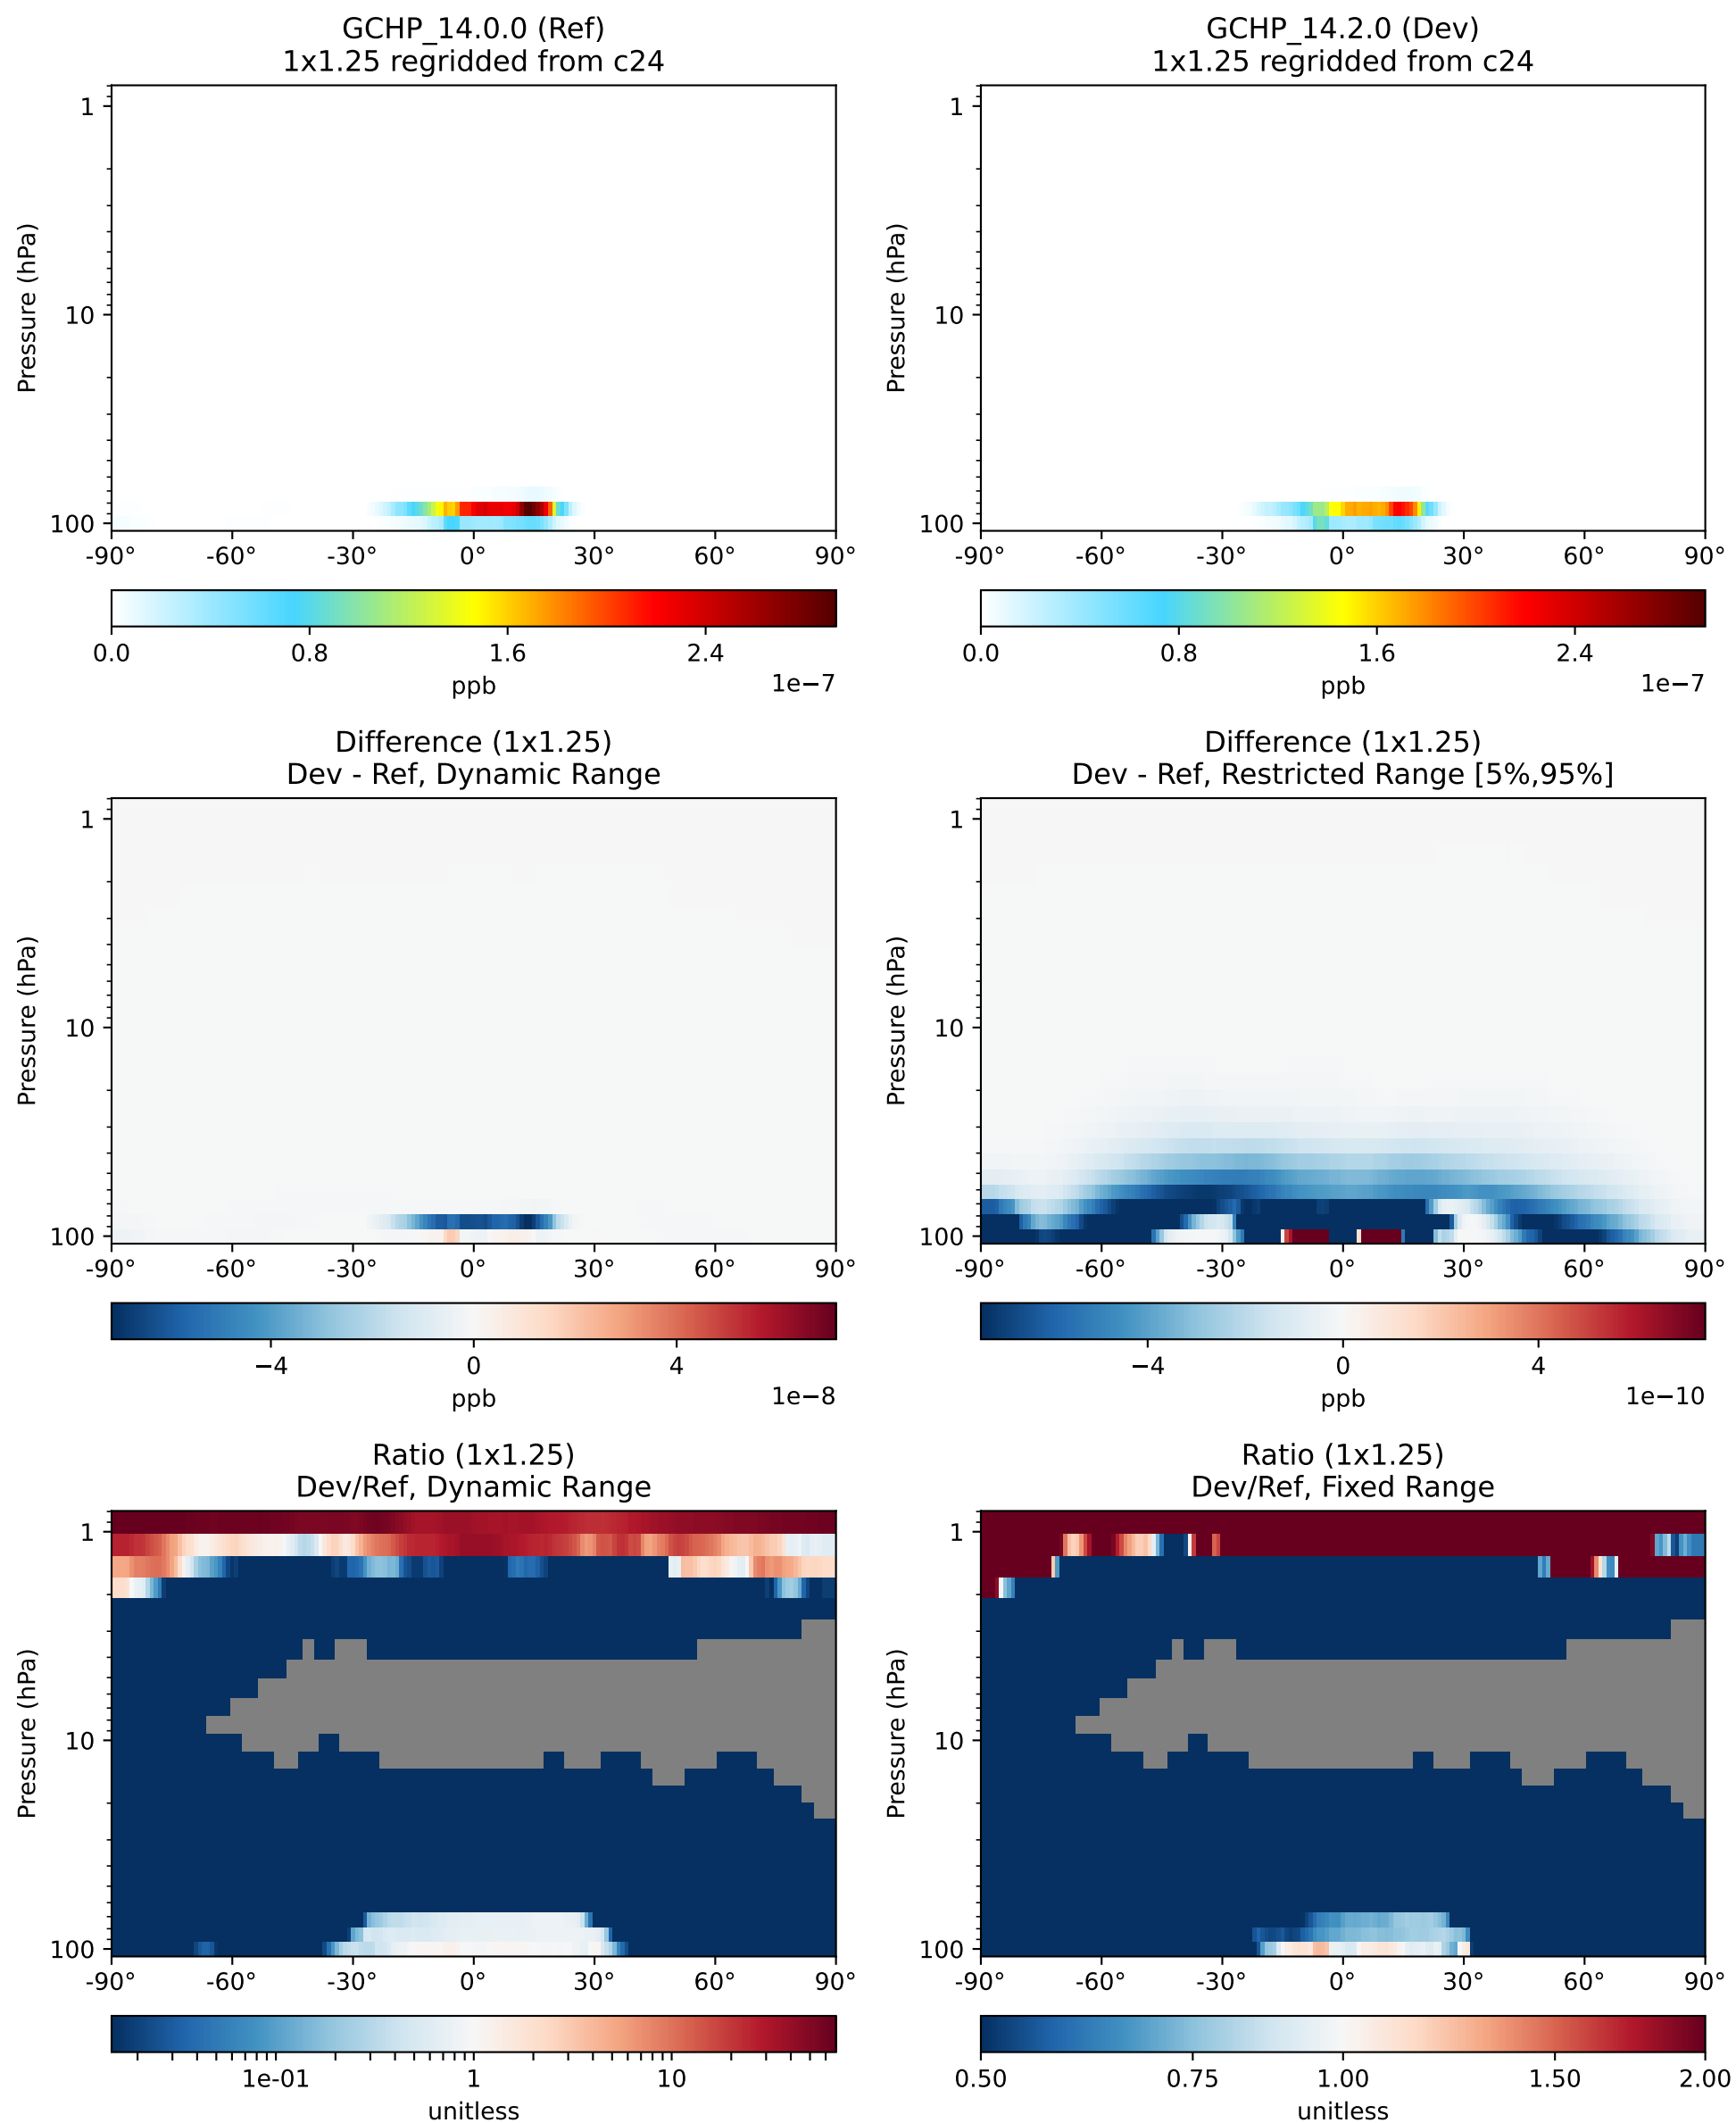 GCHP_14.0.0 (Ref)
1x1.25 regridded from c24
Pressure (hPa)
1
10
100
-90° -60° -30° 0° 30° 60° 90°
0.0 0.8 1.6 2.4
1e−7
ppb
GCHP_14.2.0 (Dev)
1x1.25 regridded from c24
Pressure (hPa)
1
10
100
-90° -60° -30° 0° 30° 60° 90°
0.0 0.8 1.6 2.4
1e−7
ppb
Difference (1x1.25)
Dev - Ref, Dynamic Range
Pressure (hPa)
1
10
100
-90° -60° -30° 0° 30° 60° 90°
−4 0 4
1e−8
ppb
Difference (1x1.25)
Dev - Ref, Restricted Range [5%,95%]
Pressure (hPa)
1
10
100
-90° -60° -30° 0° 30° 60° 90°
−4 0 4
1e−10
ppb
Ratio (1x1.25)
Dev/Ref, Dynamic Range
Pressure (hPa)
1
10
100
-90° -60° -30° 0° 30° 60° 90°
1e-01 1 10
unitless
Ratio (1x1.25)
Dev/Ref, Fixed Range
Pressure (hPa)
1
10
100
-90° -60° -30° 0° 30° 60° 90°
0.50 0.75 1.00 1.50 2.00
unitless